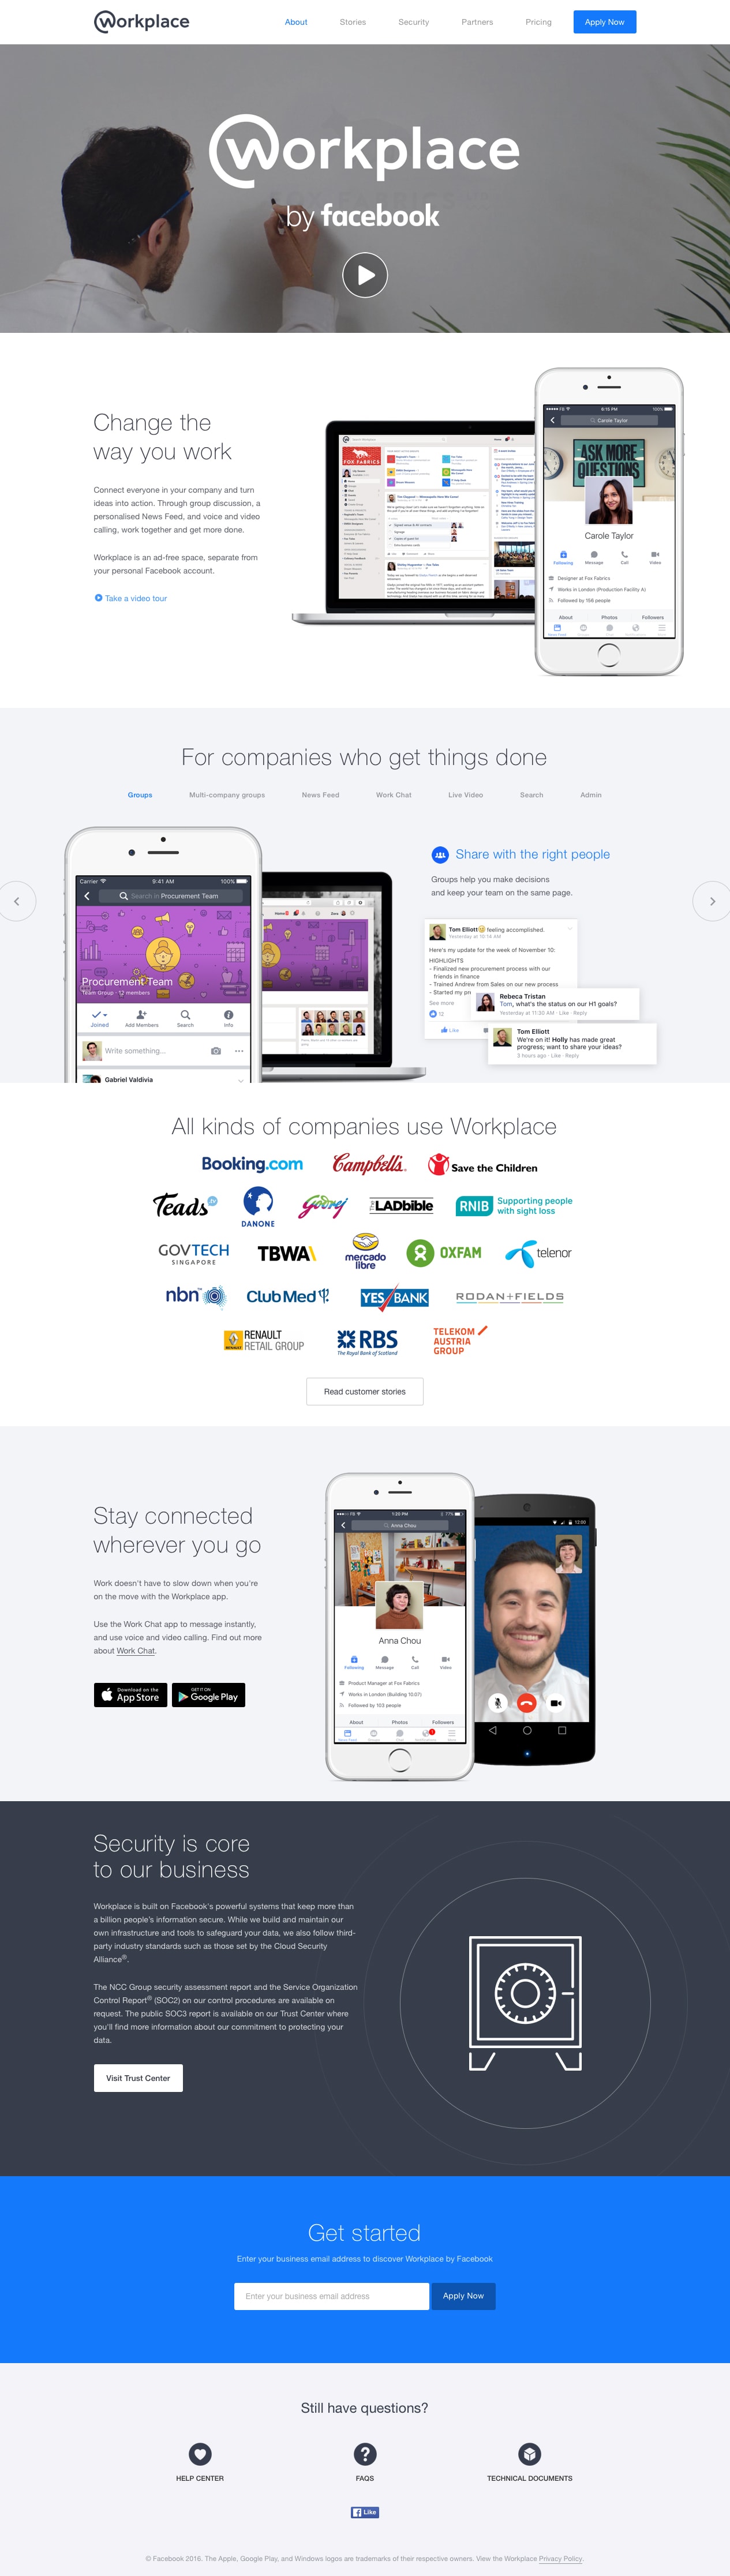 Workplace
About
Stories
Security
Partners
Pricing
Apply Now
Workplace
by facebook
Change the
way you work
Connect everyone in your company and turn
ideas into action. Through group discussion, a
personalised News Feed, and voice and video
calling, work together and get more done.
Workplace is an ad-free space, separate from
your personal Facebook account.
Take a video tour
FOX FABRICS
9:15 PM
100%
Carole Taylor
ASK MORE
QUESTIONS
Carole Taylor
Following
Message
Call
Video
Designer at Fox Fabrics
Works in London (Production Facility A)
Followed by 156 people
About
Photos
Followers
For companies who get things done
Groups
Multi-company groups
News Feed
Work Chat
Live Video
Search
Admin
Carrier
9:41 AM
100%
Search in Procurement Team
Procurement Team
Team Group · 12 members
Joined
Add Members
Search
Info
Write something...
Gabriel Valdivia
Home
Zara
Share with the right people
Groups help you make decisions
and keep your team on the same page.
Tom Elliott feeling accomplished.
Yesterday at 10:14 AM
Here's my update for the week of November 10:
HIGHLIGHTS
- Finalized new procurement process with our
friends in finance
- Trained Andrew from Sales on our new process
- Started my
See more
12
Like
Rebeca Tristan
Tom, what's the status on our H1 goals?
Yesterday at 11:30 AM · Like · Reply
Tom Elliott
We're on it! Holly has made great
progress; want to share your ideas?
3 hours ago · Like · Reply
All kinds of companies use Workplace
Booking.com
Campbell's
Save the Children
Teads.tv
DANONE
Godrej
THE LADbible
RNIB
Supporting people
with sight loss
GOVTECH
SINGAPORE
TBWA\
mercado
libre
OXFAM
telenor
nbn™
Club Med
YES BANK
RODAN+FIELDS
RENAULT
RETAIL GROUP
RBS
The Royal Bank of Scotland
TELEKOM
AUSTRIA
GROUP
Read customer stories
Stay connected
wherever you go
Work doesn't have to slow down when you're
on the move with the Workplace app.
Use the Work Chat app to message instantly,
and use voice and video calling. Find out more
about Work Chat.
Download on the
App Store
GET IT ON
Google Play
1:20 PM
77%
Anna Chou
Anna Chou
Following
Message
Call
Video
Product Manager at Fox Fabrics
Works in London (Building 10.07)
Followed by 103 people
About
Photos
Followers
12:00
Security is core
to our business
Workplace is built on Facebook's powerful systems that keep more than
a billion people's information secure. While we build and maintain our
own infrastructure and tools to safeguard your data, we also follow third-
party industry standards such as those set by the Cloud Security
Alliance®.
The NCC Group security assessment report and the Service Organization
Control Report® (SOC2) on our control procedures are available on
request. The public SOC3 report is available on our Trust Center where
you'll find more information about our commitment to protecting your
data.
Visit Trust Center
Get started
Enter your business email address to discover Workplace by Facebook
Enter your business email address
Apply Now
Still have questions?
HELP CENTER
FAQS
TECHNICAL DOCUMENTS
Like
© Facebook 2016. The Apple, Google Play, and Windows logos are trademarks of their respective owners. View the Workplace Privacy Policy.